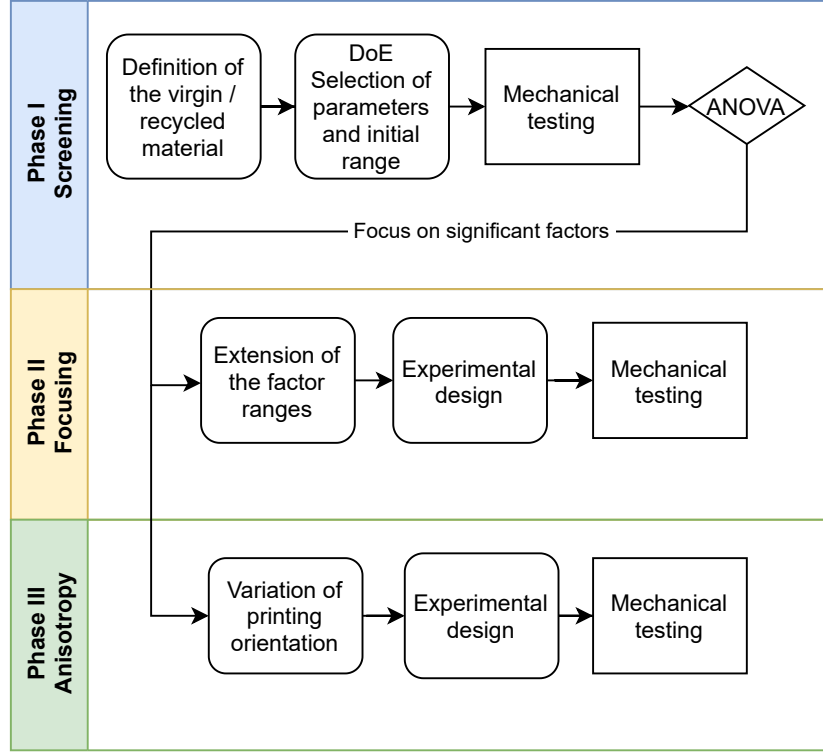 Phase I
Screening
Definition of
the virgin /
recycled
material
DoE
Selection of
parameters
and initial
range
Mechanical
testing
ANOVA
Focus on significant factors
Phase II
Focusing
Extension of
the factor
ranges
Experimental
design
Mechanical
testing
Phase III
Anisotropy
Variation of
printing
orientation
Experimental
design
Mechanical
testing